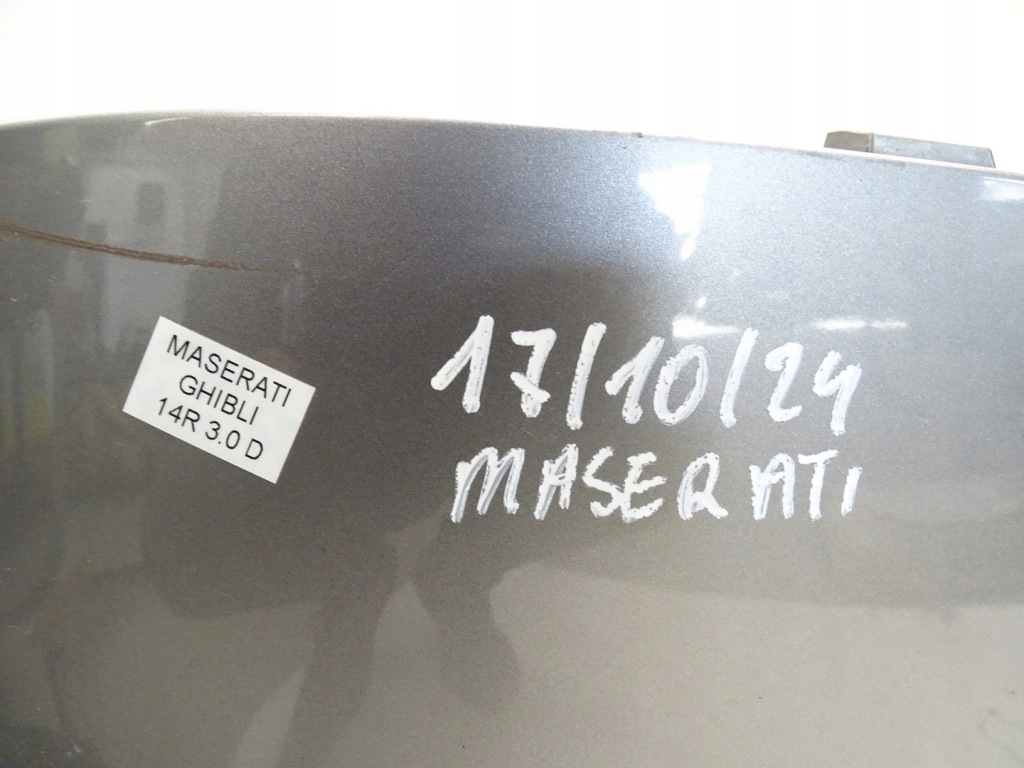 MASERATI
GHIBLI
14R 3.0 D
17/10/24
MASERATI